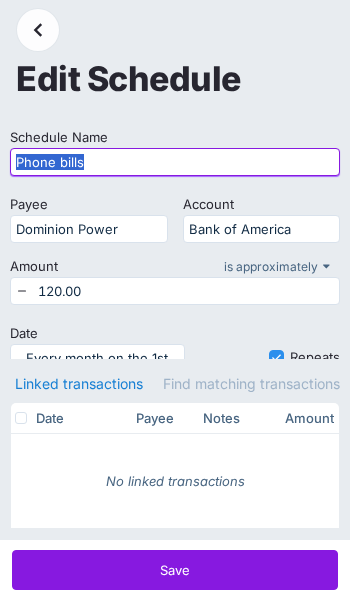 Edit Schedule
Schedule Name
Phone bills
Payee Account
Dominion Power Bank of America
Amount is approximately
− 120.00
Date
Every month on the 1st Repeats
Linked transactions Find matching transactions
Date Payee Notes Amount
No linked transactions
Save